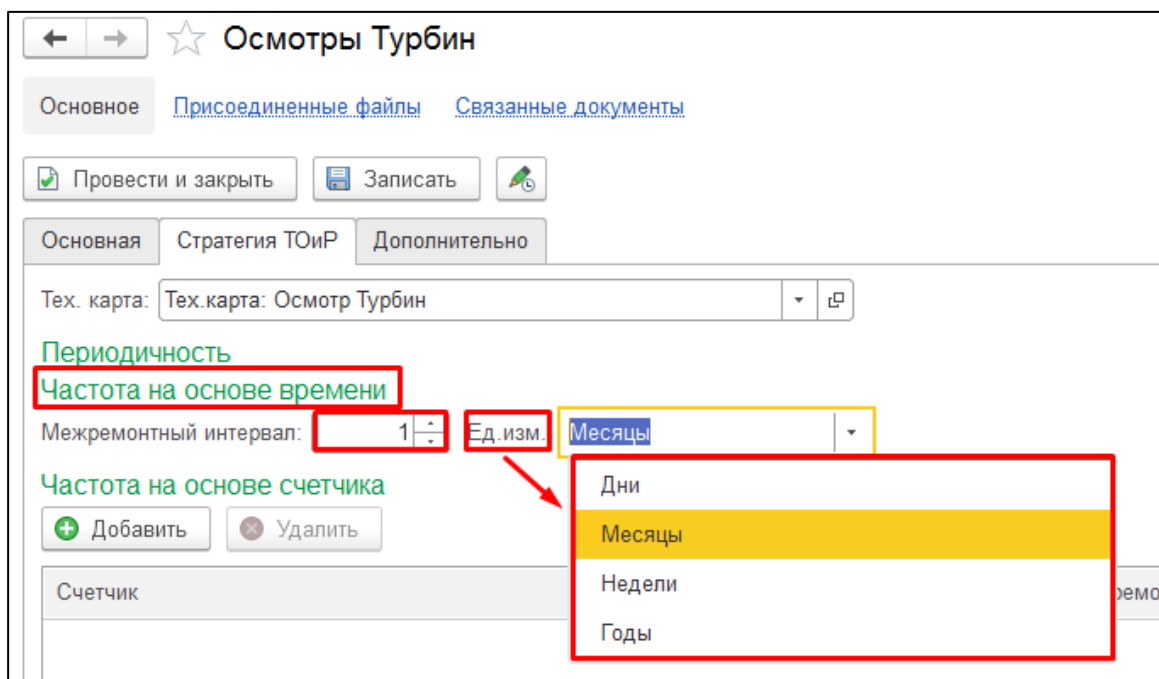 Осмотры Турбин
Основное Присоединенные файлы Связанные документы
Провести и закрыть Записать
Основная Стратегия ТОиР Дополнительно
Тех. карта: Тех.карта: Осмотр Турбин
Периодичность
Частота на основе времени
Межремонтный интервал: 1 Ед.изм. Месяцы
Частота на основе счетчика
Дни
Добавить Удалить
Месяцы
Счетчик
Недели
Годы